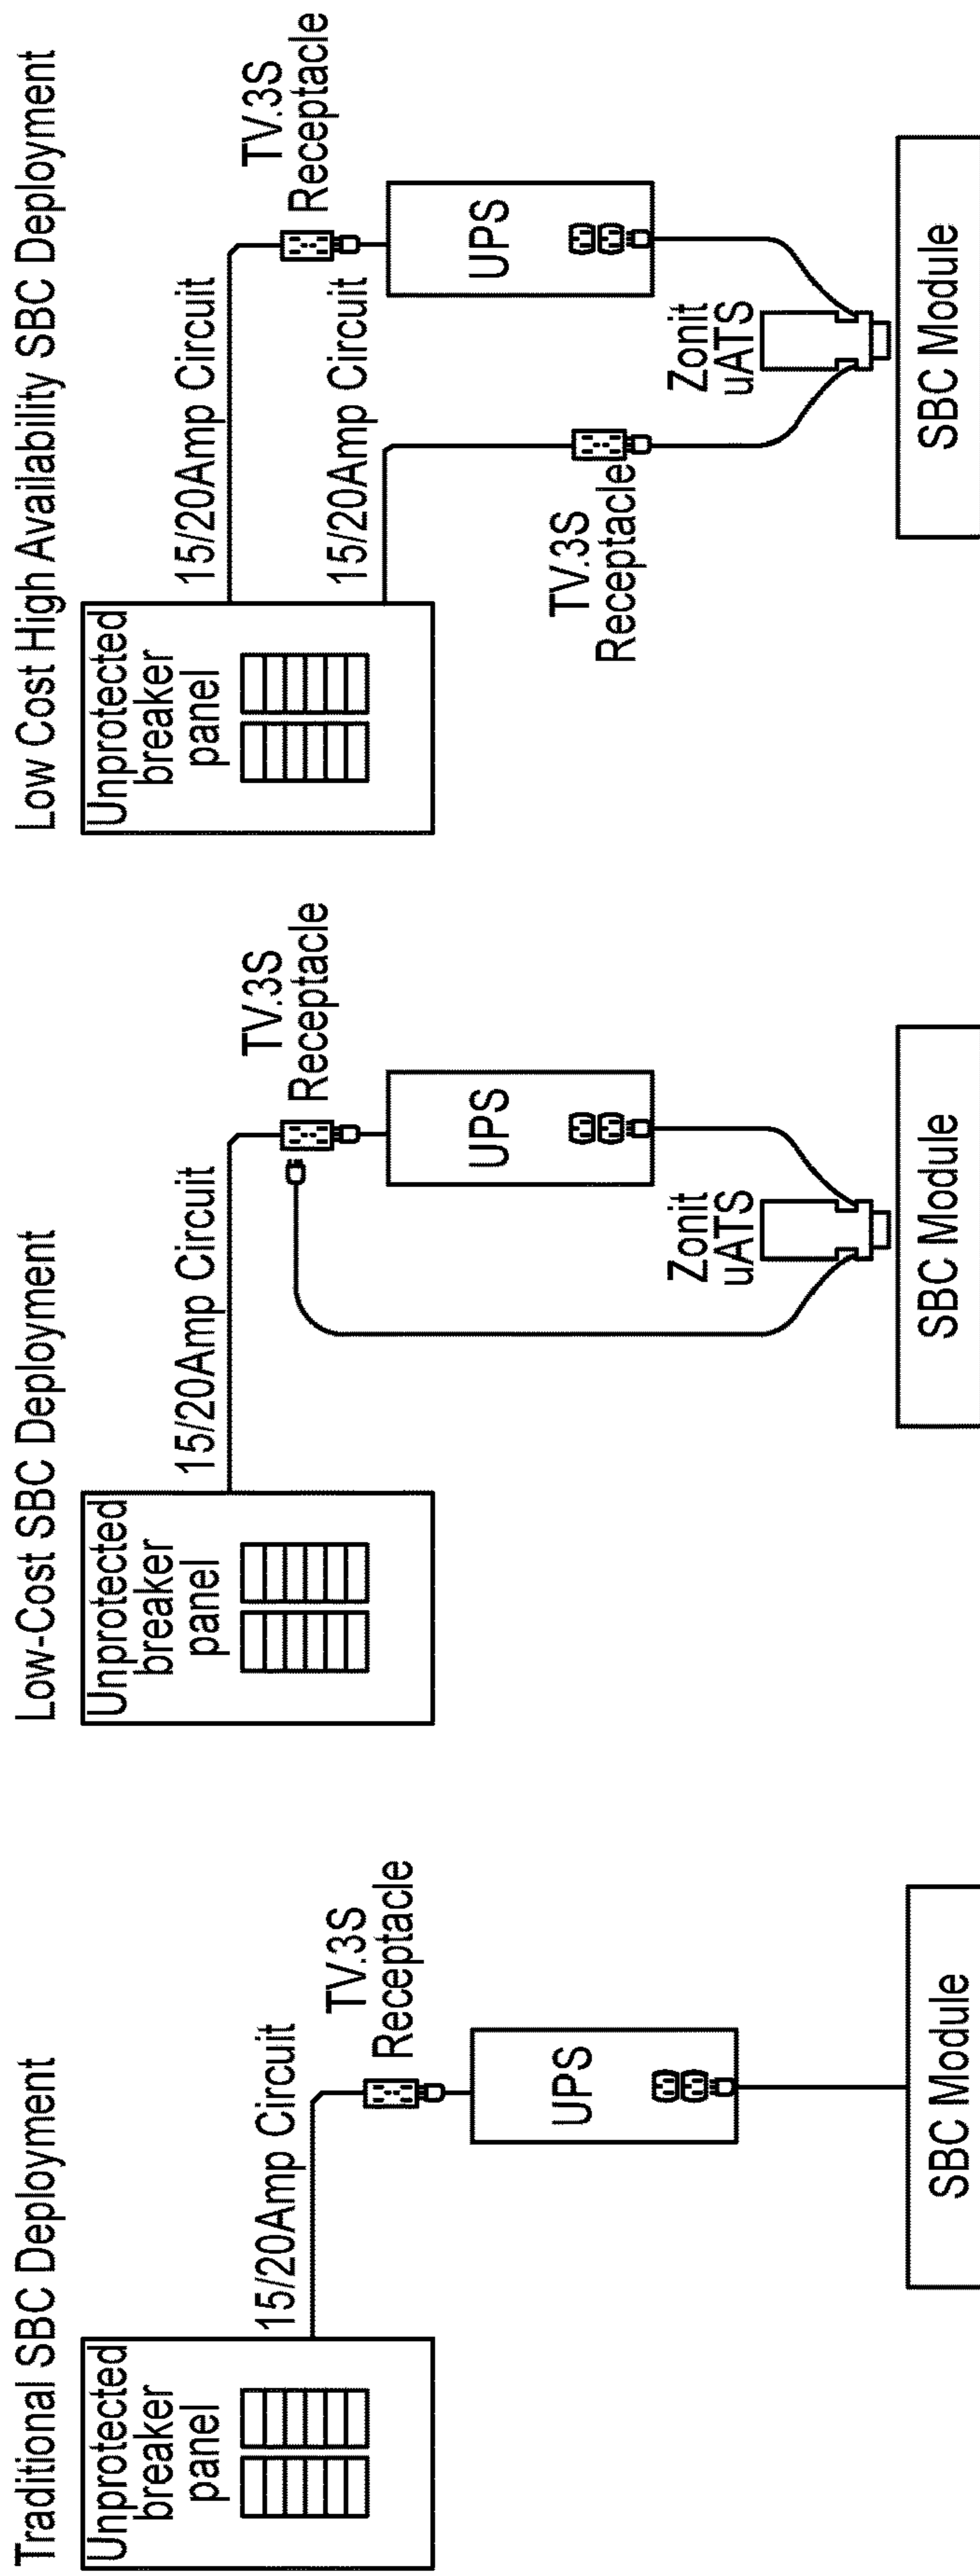 Traditional SBC Deployment
Unprotected
breaker
panel
15/20Amp Circuit
TV.3S
Receptacle
UPS
SBC Module
Low-Cost SBC Deployment
Unprotected
breaker
panel
15/20Amp Circuit
TV.3S
Receptacle
UPS
Zonit
uATS
SBC Module
Low Cost High Availability SBC Deployment
Unprotected
breaker
panel
15/20Amp Circuit
15/20Amp Circuit
TV.3S
Receptacle
UPS
TV.3S
Receptacle
Zonit
uATS
SBC Module